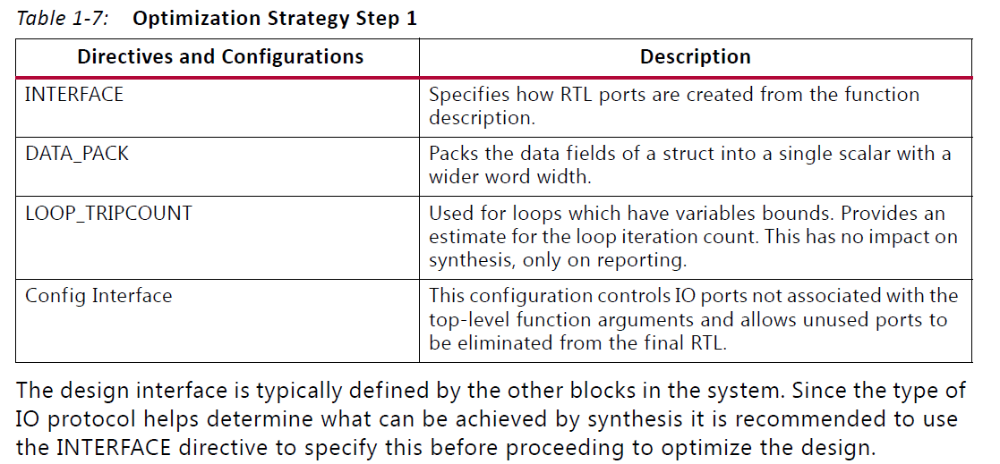 Table 1-7: Optimization Strategy Step 1
Directives and Configurations Description
INTERFACE Specifies how RTL ports are created from the function
description.
DATA_PACK Packs the data fields of a struct into a single scalar with a
wider word width.
LOOP_TRIPCOUNT Used for loops which have variables bounds. Provides an
estimate for the loop iteration count. This has no impact on
synthesis, only on reporting.
Config Interface This configuration controls IO ports not associated with the
top-level function arguments and allows unused ports to
be eliminated from the final RTL.
The design interface is typically defined by the other blocks in the system. Since the type of
IO protocol helps determine what can be achieved by synthesis it is recommended to use
the INTERFACE directive to specify this before proceeding to optimize the design.